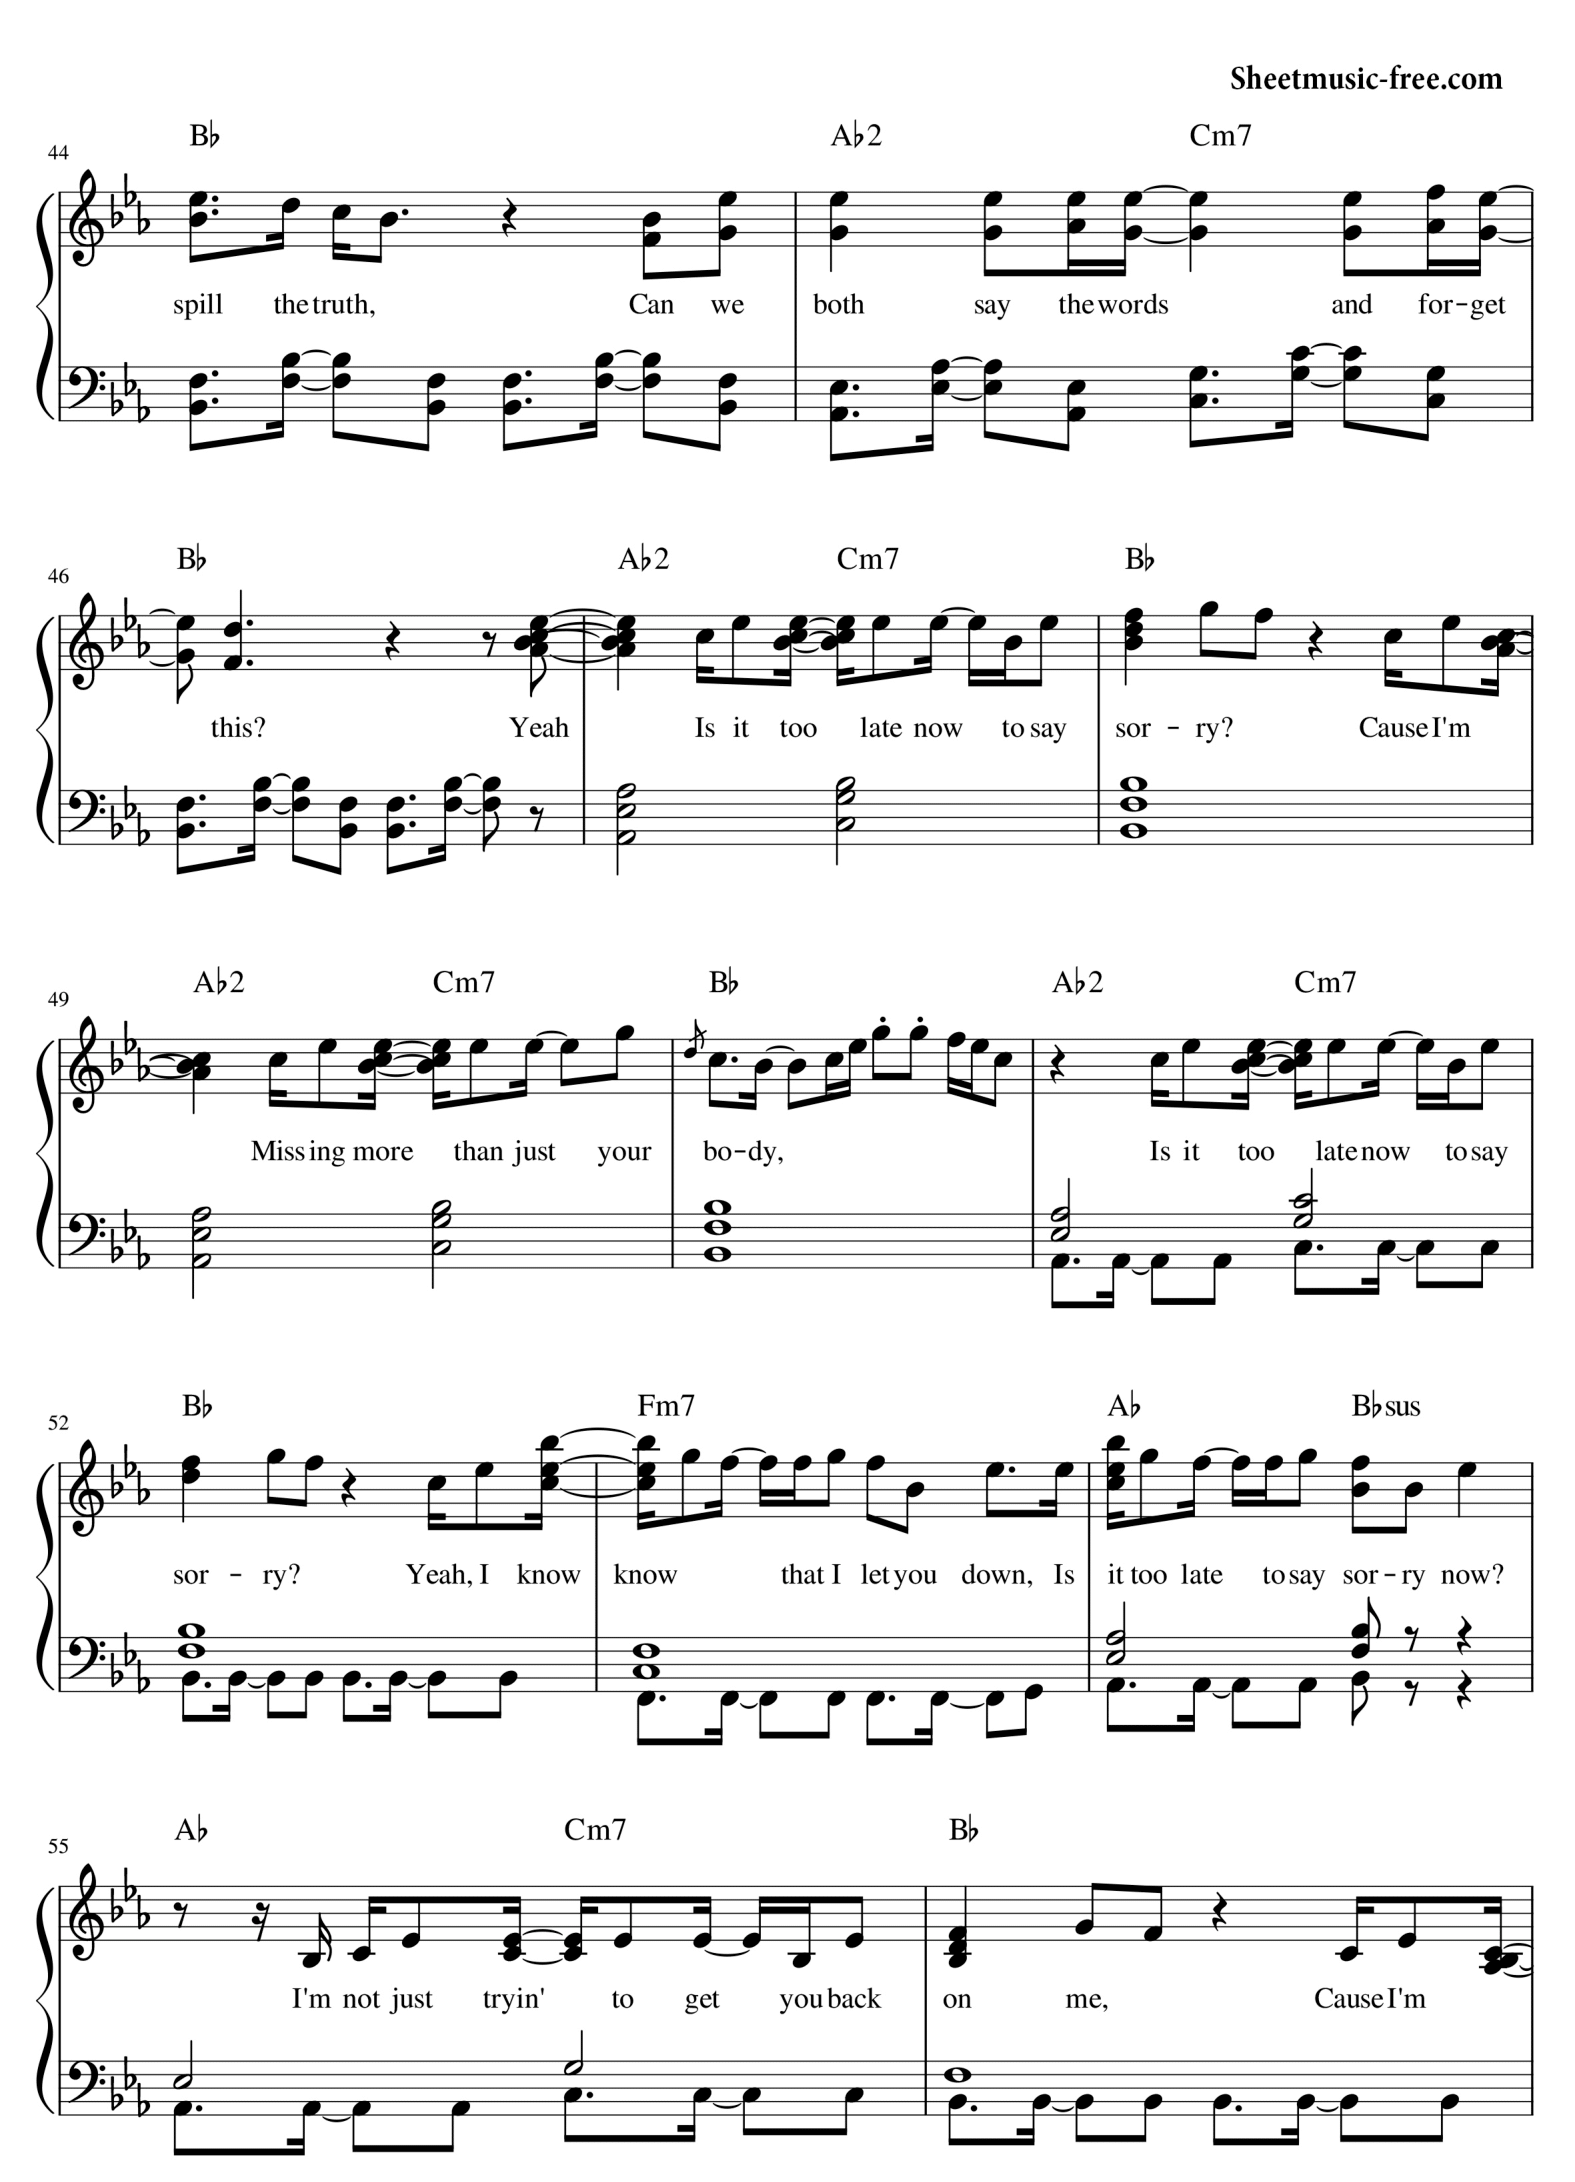 Sheetmusic-free.com
B♭ A♭2 Cm7
44
spill the truth, Can we both say the words and for-get
B♭ A♭2 Cm7 B♭
46
this? Yeah Is it too late now to say sor - ry? Cause I'm
A♭2 Cm7 B♭ A♭2 Cm7
49
Miss ing more than just your bo-dy, Is it too late now to say
B♭ Fm7 A♭ B♭sus
52
sor - ry? Yeah, I know know that I let you down, Is it too late to say sor-ry now?
A♭ Cm7 B♭
55
I'm not just tryin' to get you back on me, Cause I'm